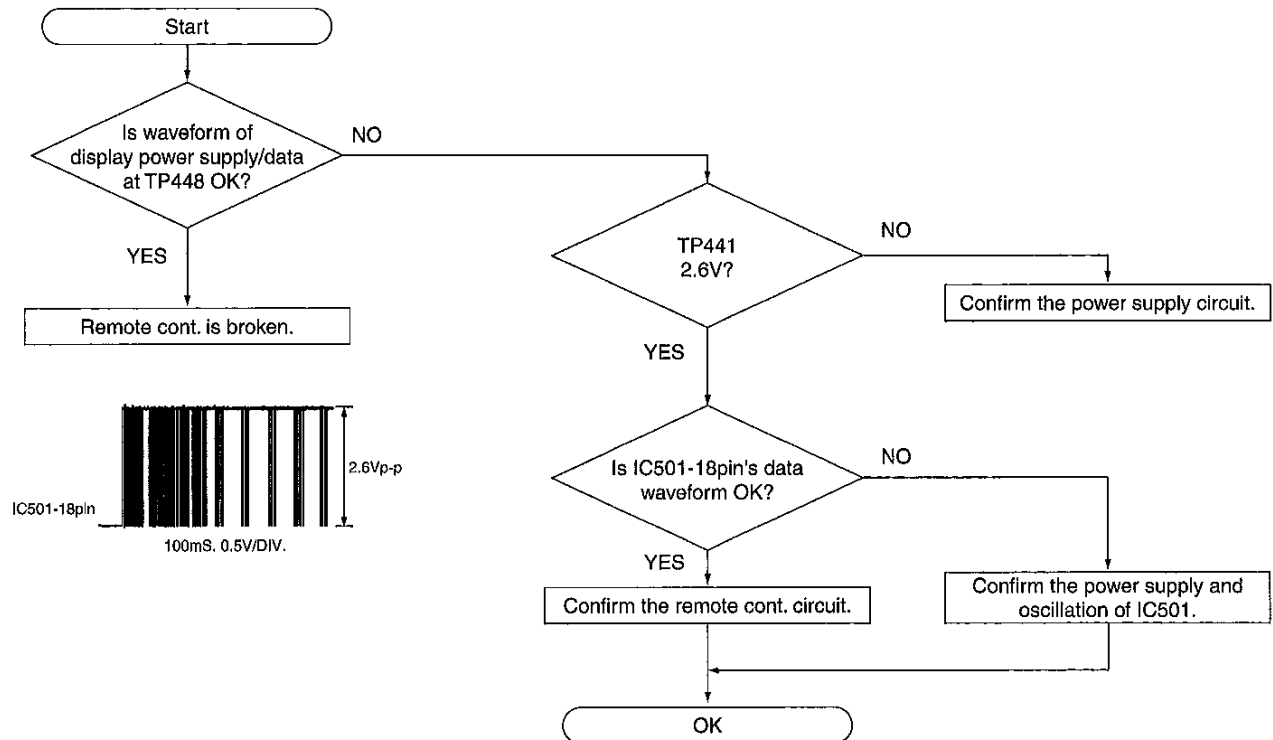 Start
Is waveform of
display power supply/data
at TP448 OK?
NO
YES
Remote cont. is broken.
TP441
2.6V?
NO
Confirm the power supply circuit.
YES
Is IC501-18pin's data
waveform OK?
NO
YES
Confirm the remote cont. circuit.
Confirm the power supply and
oscillation of IC501.
OK
2.6Vp-p
IC501-18pin
100mS. 0.5V/DIV.